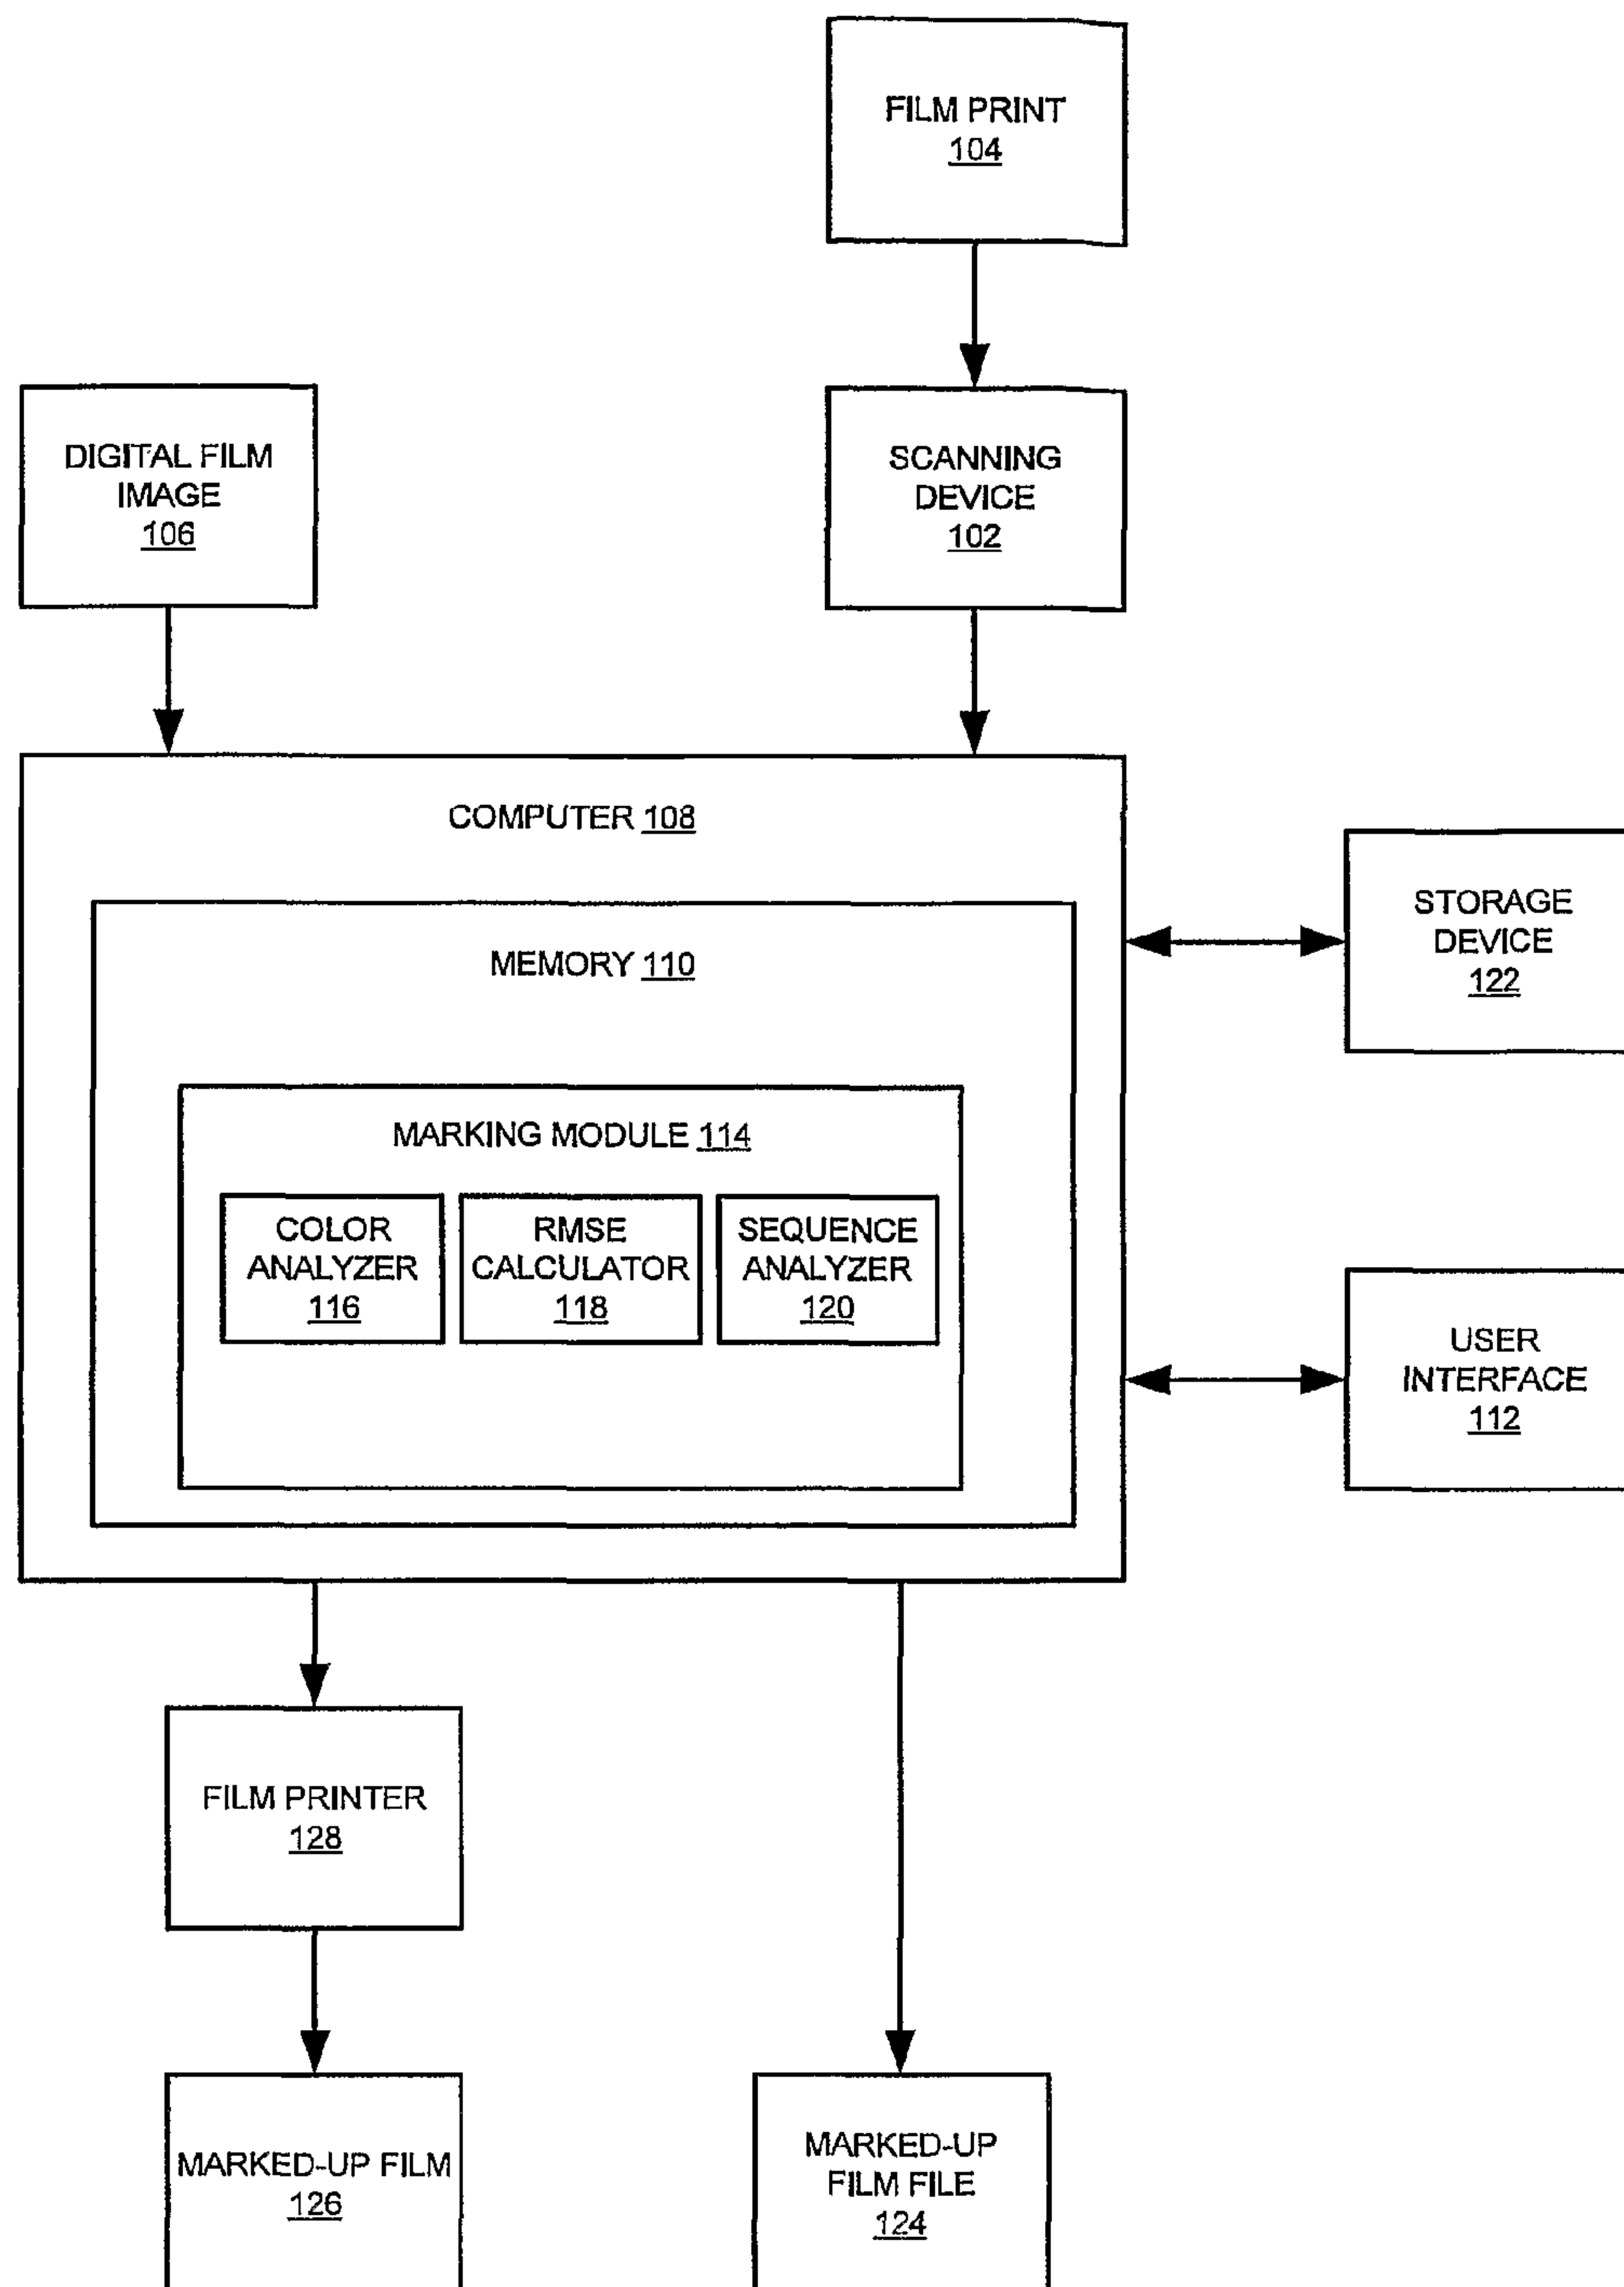 FILM PRINT
104
DIGITAL FILM
IMAGE
106
SCANNING
DEVICE
102
COMPUTER 108
STORAGE
DEVICE
122
MEMORY 110
MARKING MODULE 114
COLOR
ANALYZER
116
RMSE
CALCULATOR
118
SEQUENCE
ANALYZER
120
USER
INTERFACE
112
FILM PRINTER
128
MARKED-UP FILM
126
MARKED-UP
FILM FILE
124